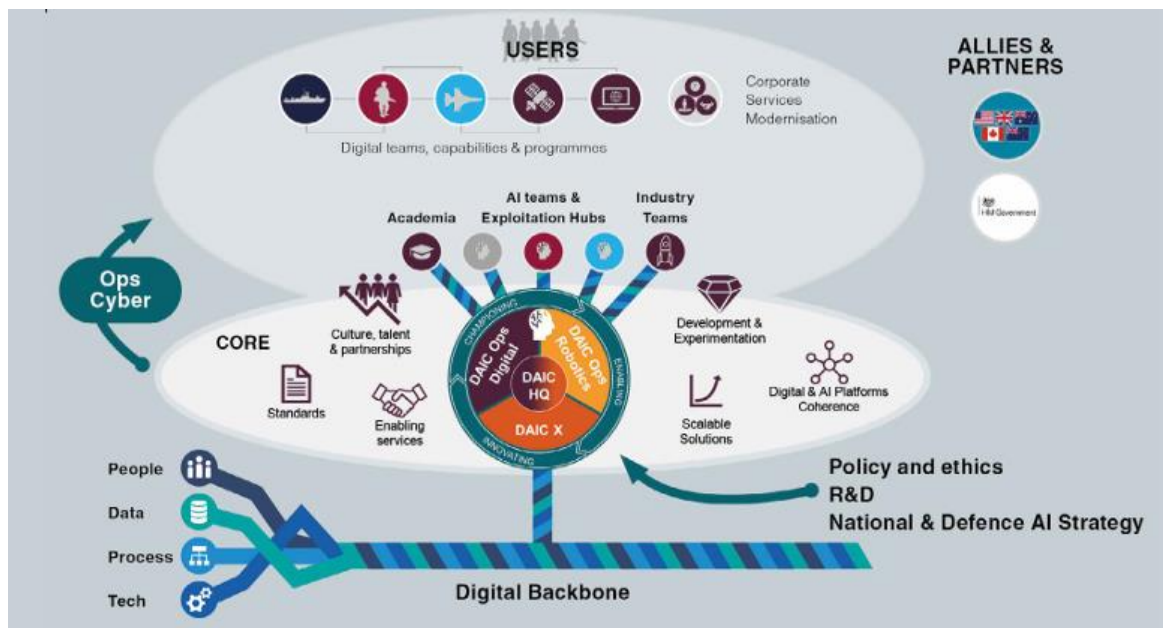 USERS
ALLIES &
PARTNERS
Corporate
Services
Modernisation
Digital teams, capabilities & programmes
HM Government
Academia
AI teams &
Exploitation Hubs
Industry
Teams
Ops
Cyber
CORE
Culture, talent
& partnerships
Standards
Enabling
services
CHAMPIONING
ENABLING
INNOVATING
DAIC Ops
Digital
DAIC Ops
Robotics
DAIC
HQ
DAIC X
Development &
Experimentation
Scalable
Solutions
Digital & AI Platforms
Coherence
People
Data
Process
Tech
Policy and ethics
R&D
National & Defence AI Strategy
Digital Backbone